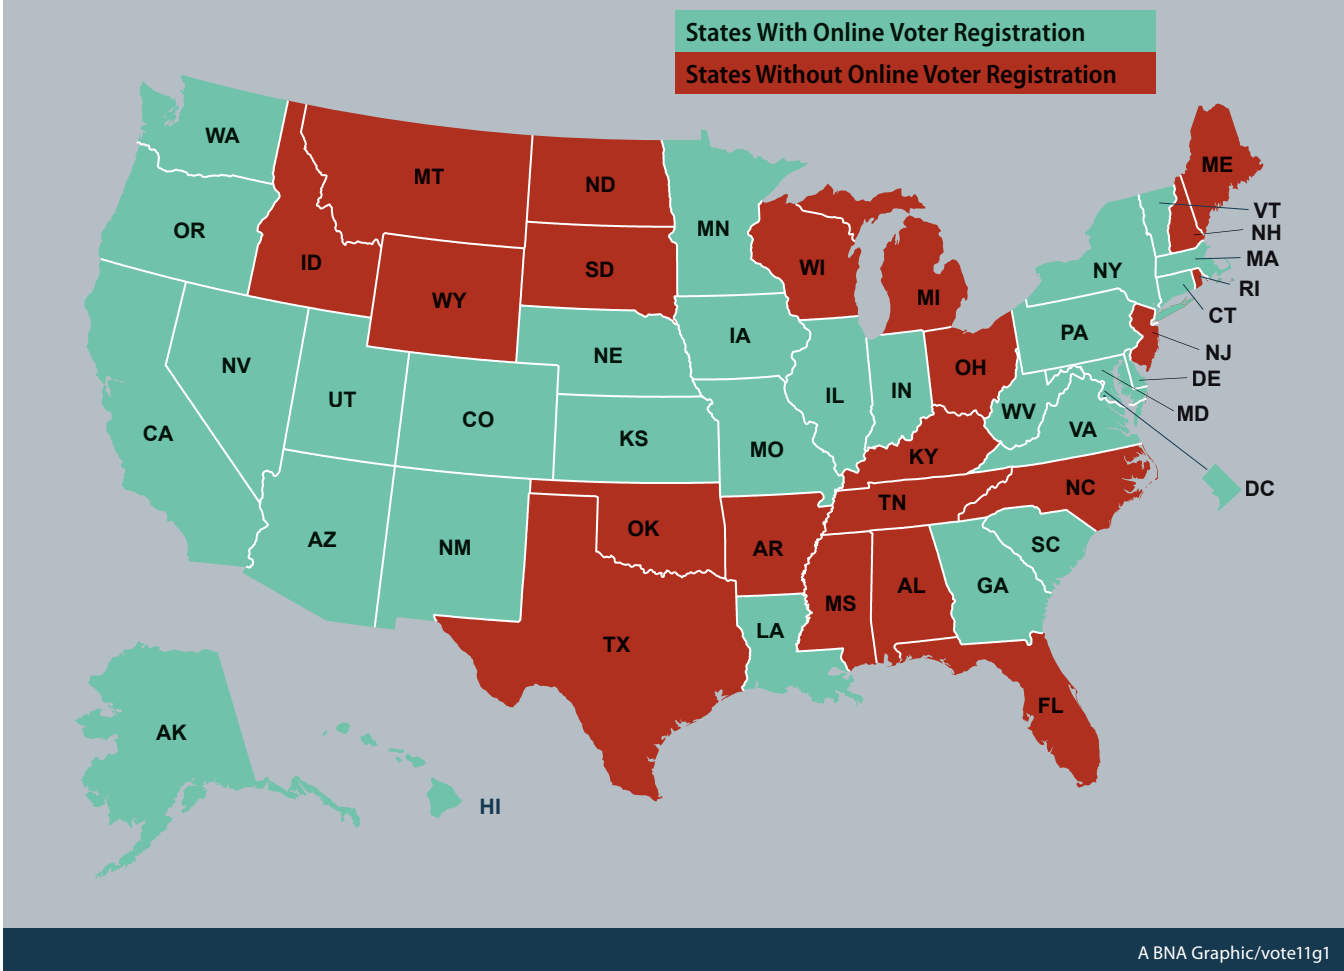 States With Online Voter Registration
States Without Online Voter Registration
WA
MT
ND
MN
ME
OR
ID
WY
SD
WI
MI
NY
VT
NH
MA
RI
CT
NJ
DE
MD
DC
NV
UT
CO
NE
IA
IL
IN
OH
PA
WV
VA
CA
KS
MO
KY
NC
TN
AZ
NM
OK
AR
SC
MS
AL
GA
TX
LA
FL
AK
HI
A BNA Graphic/vote11g1